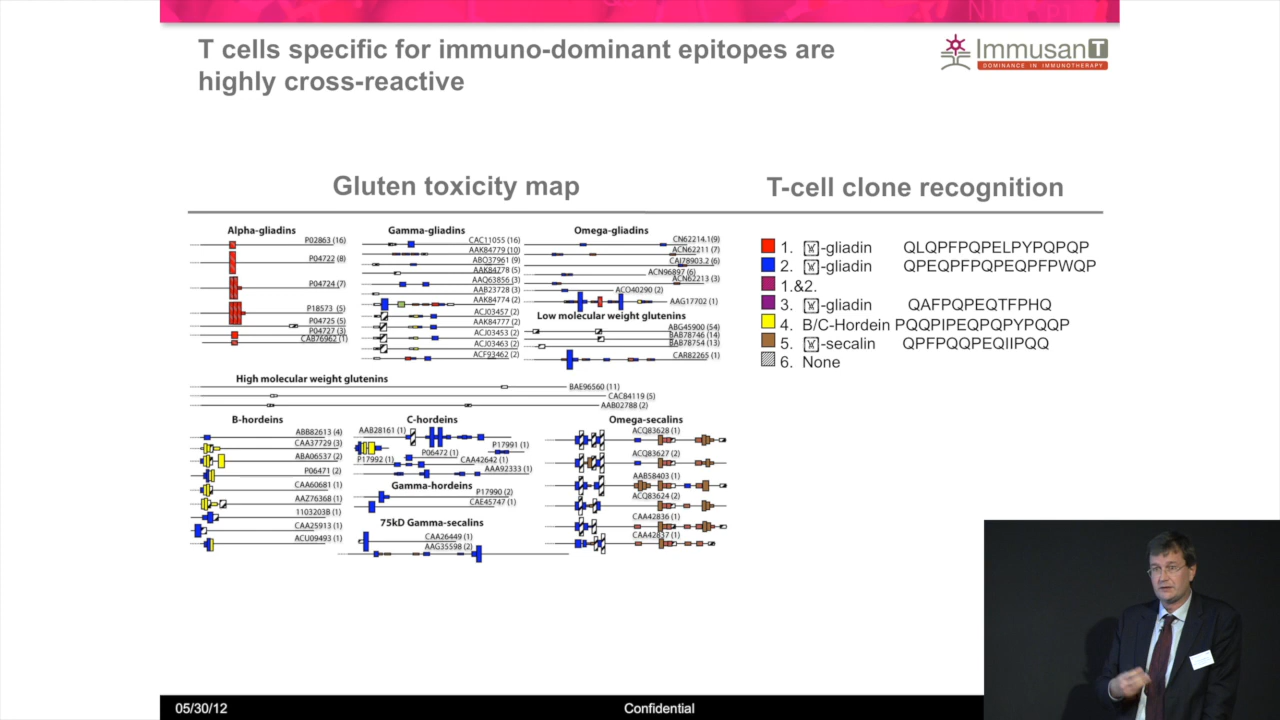 T cells specific for immuno-dominant epitopes are
highly cross-reactive
ImmusanT
DOMINANCE IN IMMUNOTHERAPY
Gluten toxicity map
T-cell clone recognition
Alpha-gliadins
P02863 (16)
P04722 (8)
P04724 (7)
P18573 (5)
P04725 (5)
P04727 (3)
CAB76962 (1)
Gamma-gliadins
CAC11055 (16)
AAK84779 (10)
ABO37961 (9)
AAK84778 (5)
AAQ63856 (3)
AAB23728 (3)
AAK84774 (2)
ACJ03457 (2)
AAK84777 (2)
ACJ03453 (2)
ACJ03463 (2)
ACF93462 (2)
Omega-gliadins
CN62214.1(9)
ACN62211 (7)
CAJ78903.2 (6)
ACN96897 (6)
ACN62213 (3)
ACO40290 (2)
AAG17702 (1)
Low molecular weight glutenins
ABG45900 (54)
BAB78746 (14)
BAB78754 (13)
CAR82265 (1)
High molecular weight glutenins
BAE96560 (11)
CAC84119 (5)
AAB02788 (2)
B-hordeins
ABB82613 (4)
CAA37729 (3)
ABA06537 (2)
P06471 (2)
CAA60681 (1)
AAZ76368 (1)
1103203B (1)
CAA25913 (1)
ACU09493 (1)
C-hordeins
AAB28161 (1)
P17991 (1)
P17992 (1)
P06472 (1)
CAA42642 (1)
AAA92333 (1)
Gamma-hordeins
P17990 (2)
CAE45747 (1)
75kD Gamma-secalins
CAA26449 (1)
AAG35598 (2)
Omega-secalins
ACQ83628 (1)
ACQ83627 (2)
AAB58403 (1)
ACQ83624 (2)
CAA42836 (1)
CAA42837 (1)
1. -gliadin QLQPFPQPELPYPQPQP
2. -gliadin QPEQPFPQPEQPFPWQP
1.&2.
3. -gliadin QAFPQPEQTFPHQ
4. B/C-Hordein PQQPIPEQPQPYPQQP
5. -secalin QPFPQQPEQIIPQQ
6. None
05/30/12
Confidential